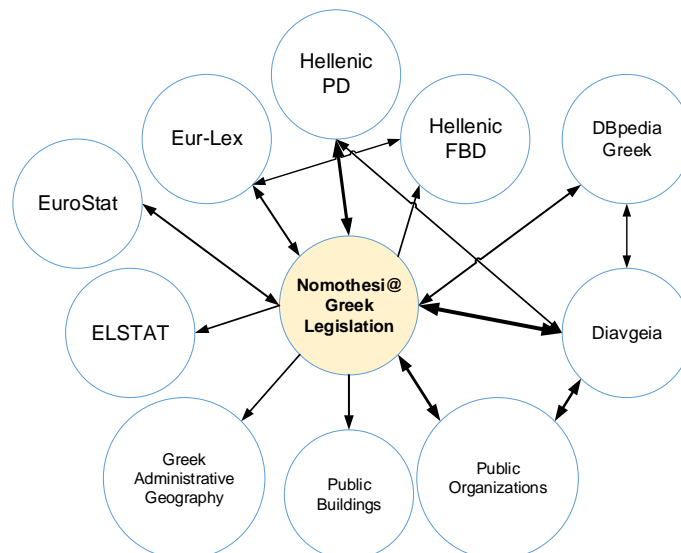 Hellenic
PD
Eur-Lex
Hellenic
FBD
DBpedia
Greek
EuroStat
Nomothesi@
Greek
Legislation
ELSTAT
Diavgeia
Greek
Administrative
Geography
Public
Buildings
Public
Organizations